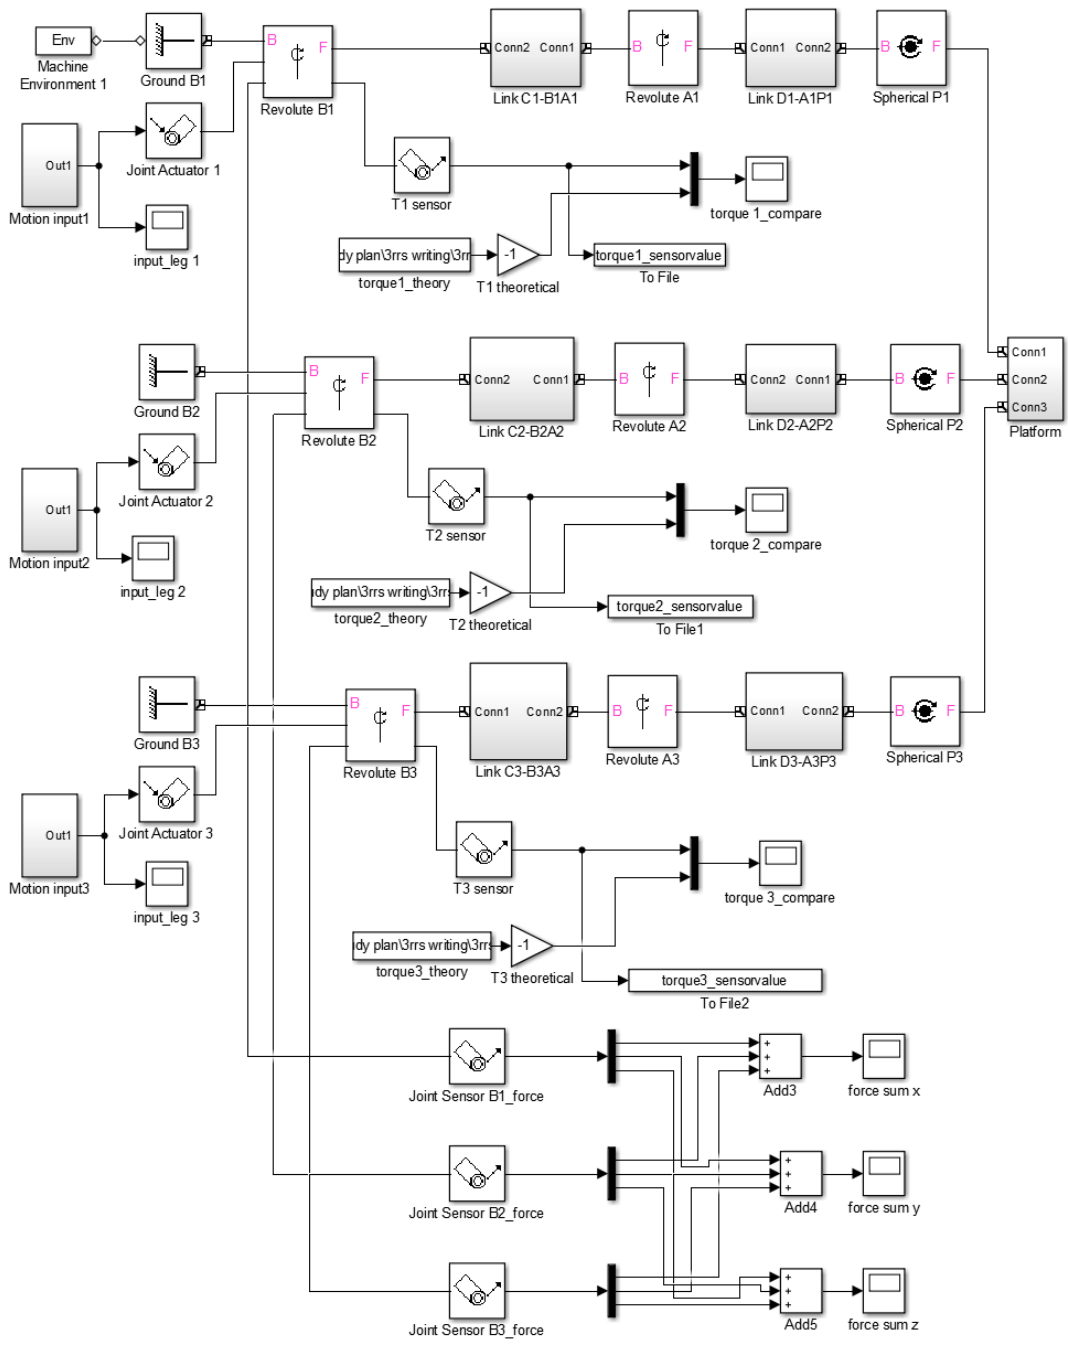 Env
Machine
Environment 1
B
Ground B1
B
F
Revolute B1
Conn2 Conn1
Link C1-B1A1
B
F
Revolute A1
Conn1 Conn2
Link D1-A1P1
B
F
Spherical P1
Out1
Motion input1
Joint Actuator 1
input_leg 1
T1 sensor
torque 1_compare
dy plan\3rrs writing\3rr
torque1_theory
-1
T1 theoretical
torque1_sensorvalue
To File
Ground B2
B
F
Revolute B2
Conn2 Conn1
Link C2-B2A2
B
F
Revolute A2
Conn2 Conn1
Link D2-A2P2
B
F
Spherical P2
Conn1
Conn2
Conn3
Platform
Out1
Motion input2
Joint Actuator 2
input_leg 2
T2 sensor
torque 2_compare
dy plan\3rrs writing\3rr
torque2_theory
-1
T2 theoretical
torque2_sensorvalue
To File1
Ground B3
B
F
Revolute B3
Conn1 Conn2
Link C3-B3A3
B
F
Revolute A3
Conn1 Conn2
Link D3-A3P3
B
F
Spherical P3
Out1
Motion input3
Joint Actuator 3
input_leg 3
T3 sensor
torque 3_compare
dy plan\3rrs writing\3rr
torque3_theory
-1
T3 theoretical
torque3_sensorvalue
To File2
Joint Sensor B1_force
+
+
+
Add3
force sum x
Joint Sensor B2_force
+
+
+
Add4
force sum y
Joint Sensor B3_force
+
+
+
Add5
force sum z